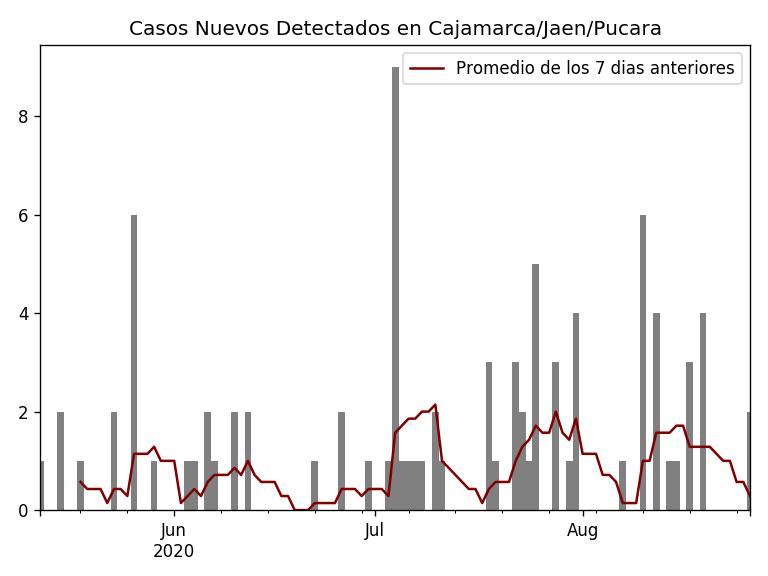 Casos Nuevos Detectados en Cajamarca/Jaen/Pucara
Promedio de los 7 dias anteriores
8
6
4
2
0
Jun
2020
Jul
Aug